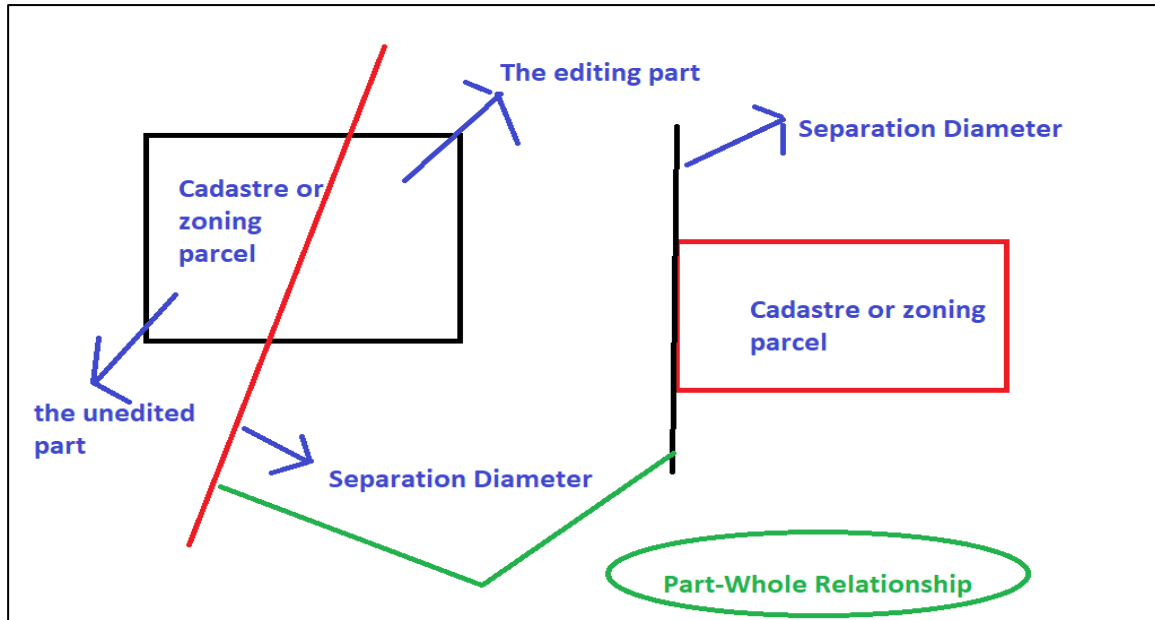 The editing part
Separation Diameter
Cadastre or
zoning
parcel
Cadastre or zoning
parcel
the unedited
part
Separation Diameter
Part-Whole Relationship